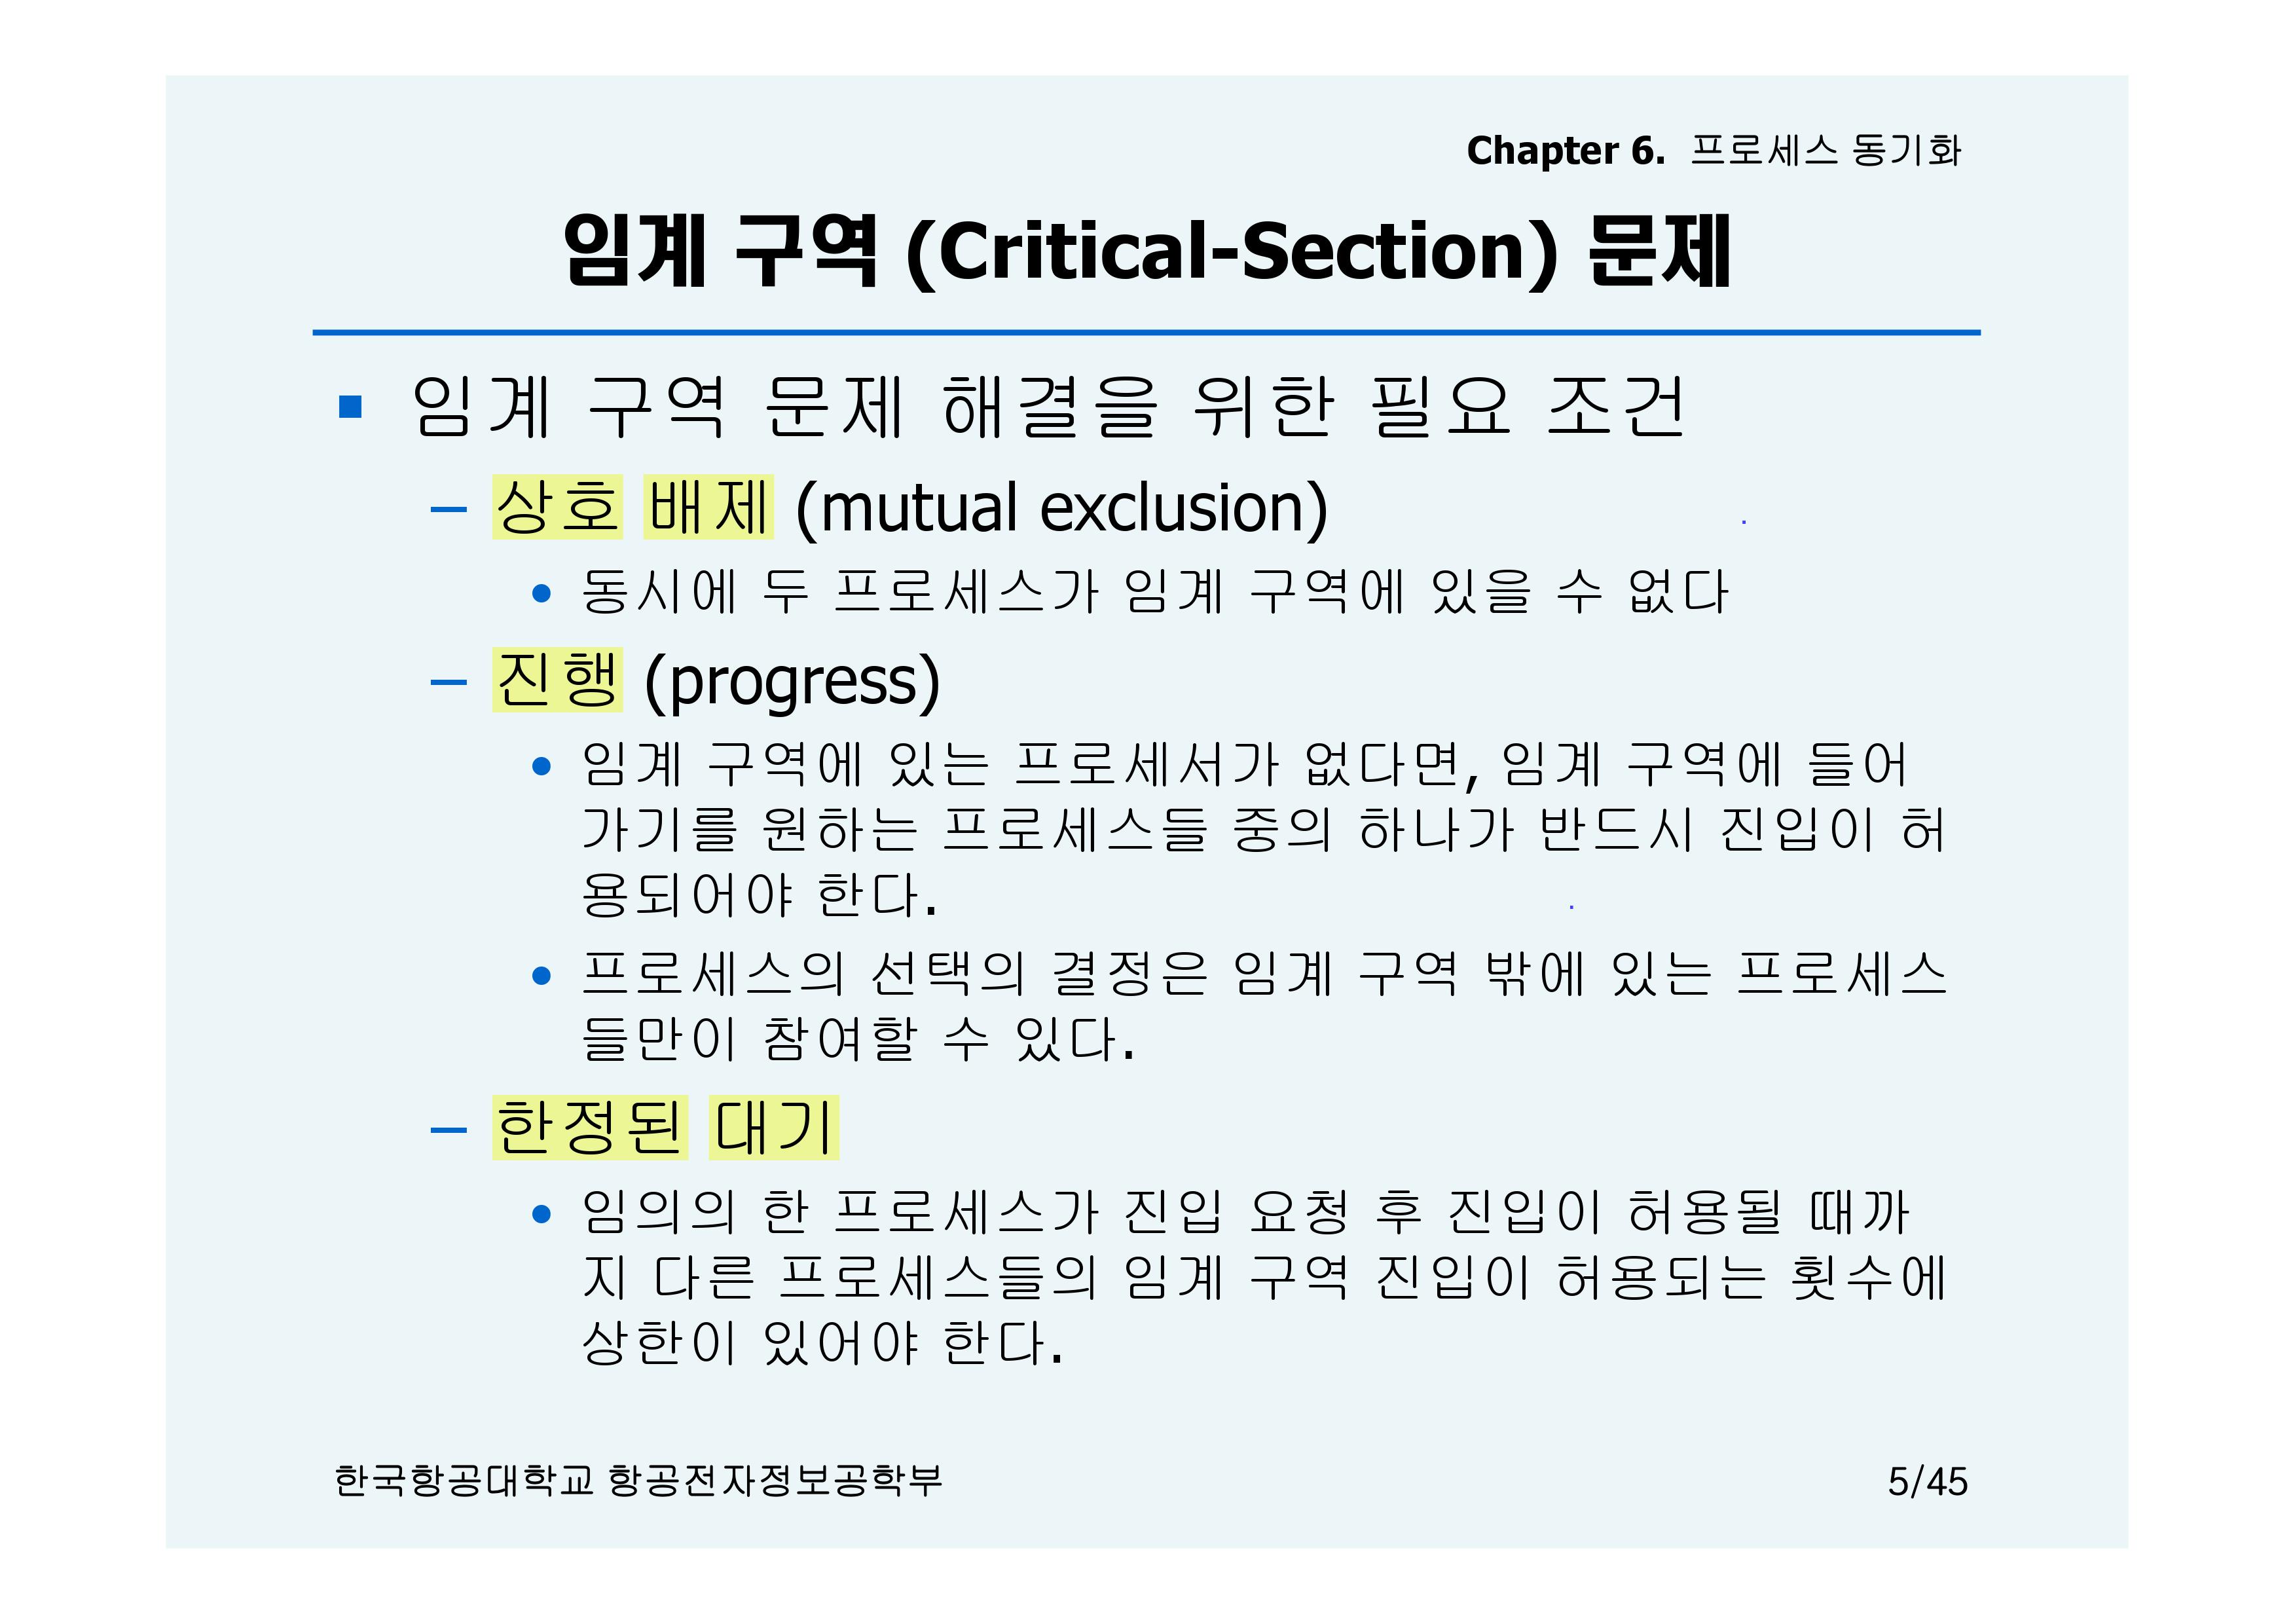 Chapter 6. 프로세스 동기화
임계 구역 (Critical-Section) 문제
임계 구역 문제 해결을 위한 필요 조건
– 상호 배제 (mutual exclusion)
• 동시에 두 프로세스가 임계 구역에 있을 수 없다
– 진행 (progress)
• 임계 구역에 있는 프로세서가 없다면, 임계 구역에 들어
가기를 원하는 프로세스들 중의 하나가 반드시 진입이 허
용되어야 한다.
• 프로세스의 선택의 결정은 임계 구역 밖에 있는 프로세스
들만이 참여할 수 있다.
– 한정된 대기
• 임의의 한 프로세스가 진입 요청 후 진입이 허용될 때까
지 다른 프로세스들의 임계 구역 진입이 허용되는 횟수에
상한이 있어야 한다.
한국항공대학교 항공전자정보공학부
5/45